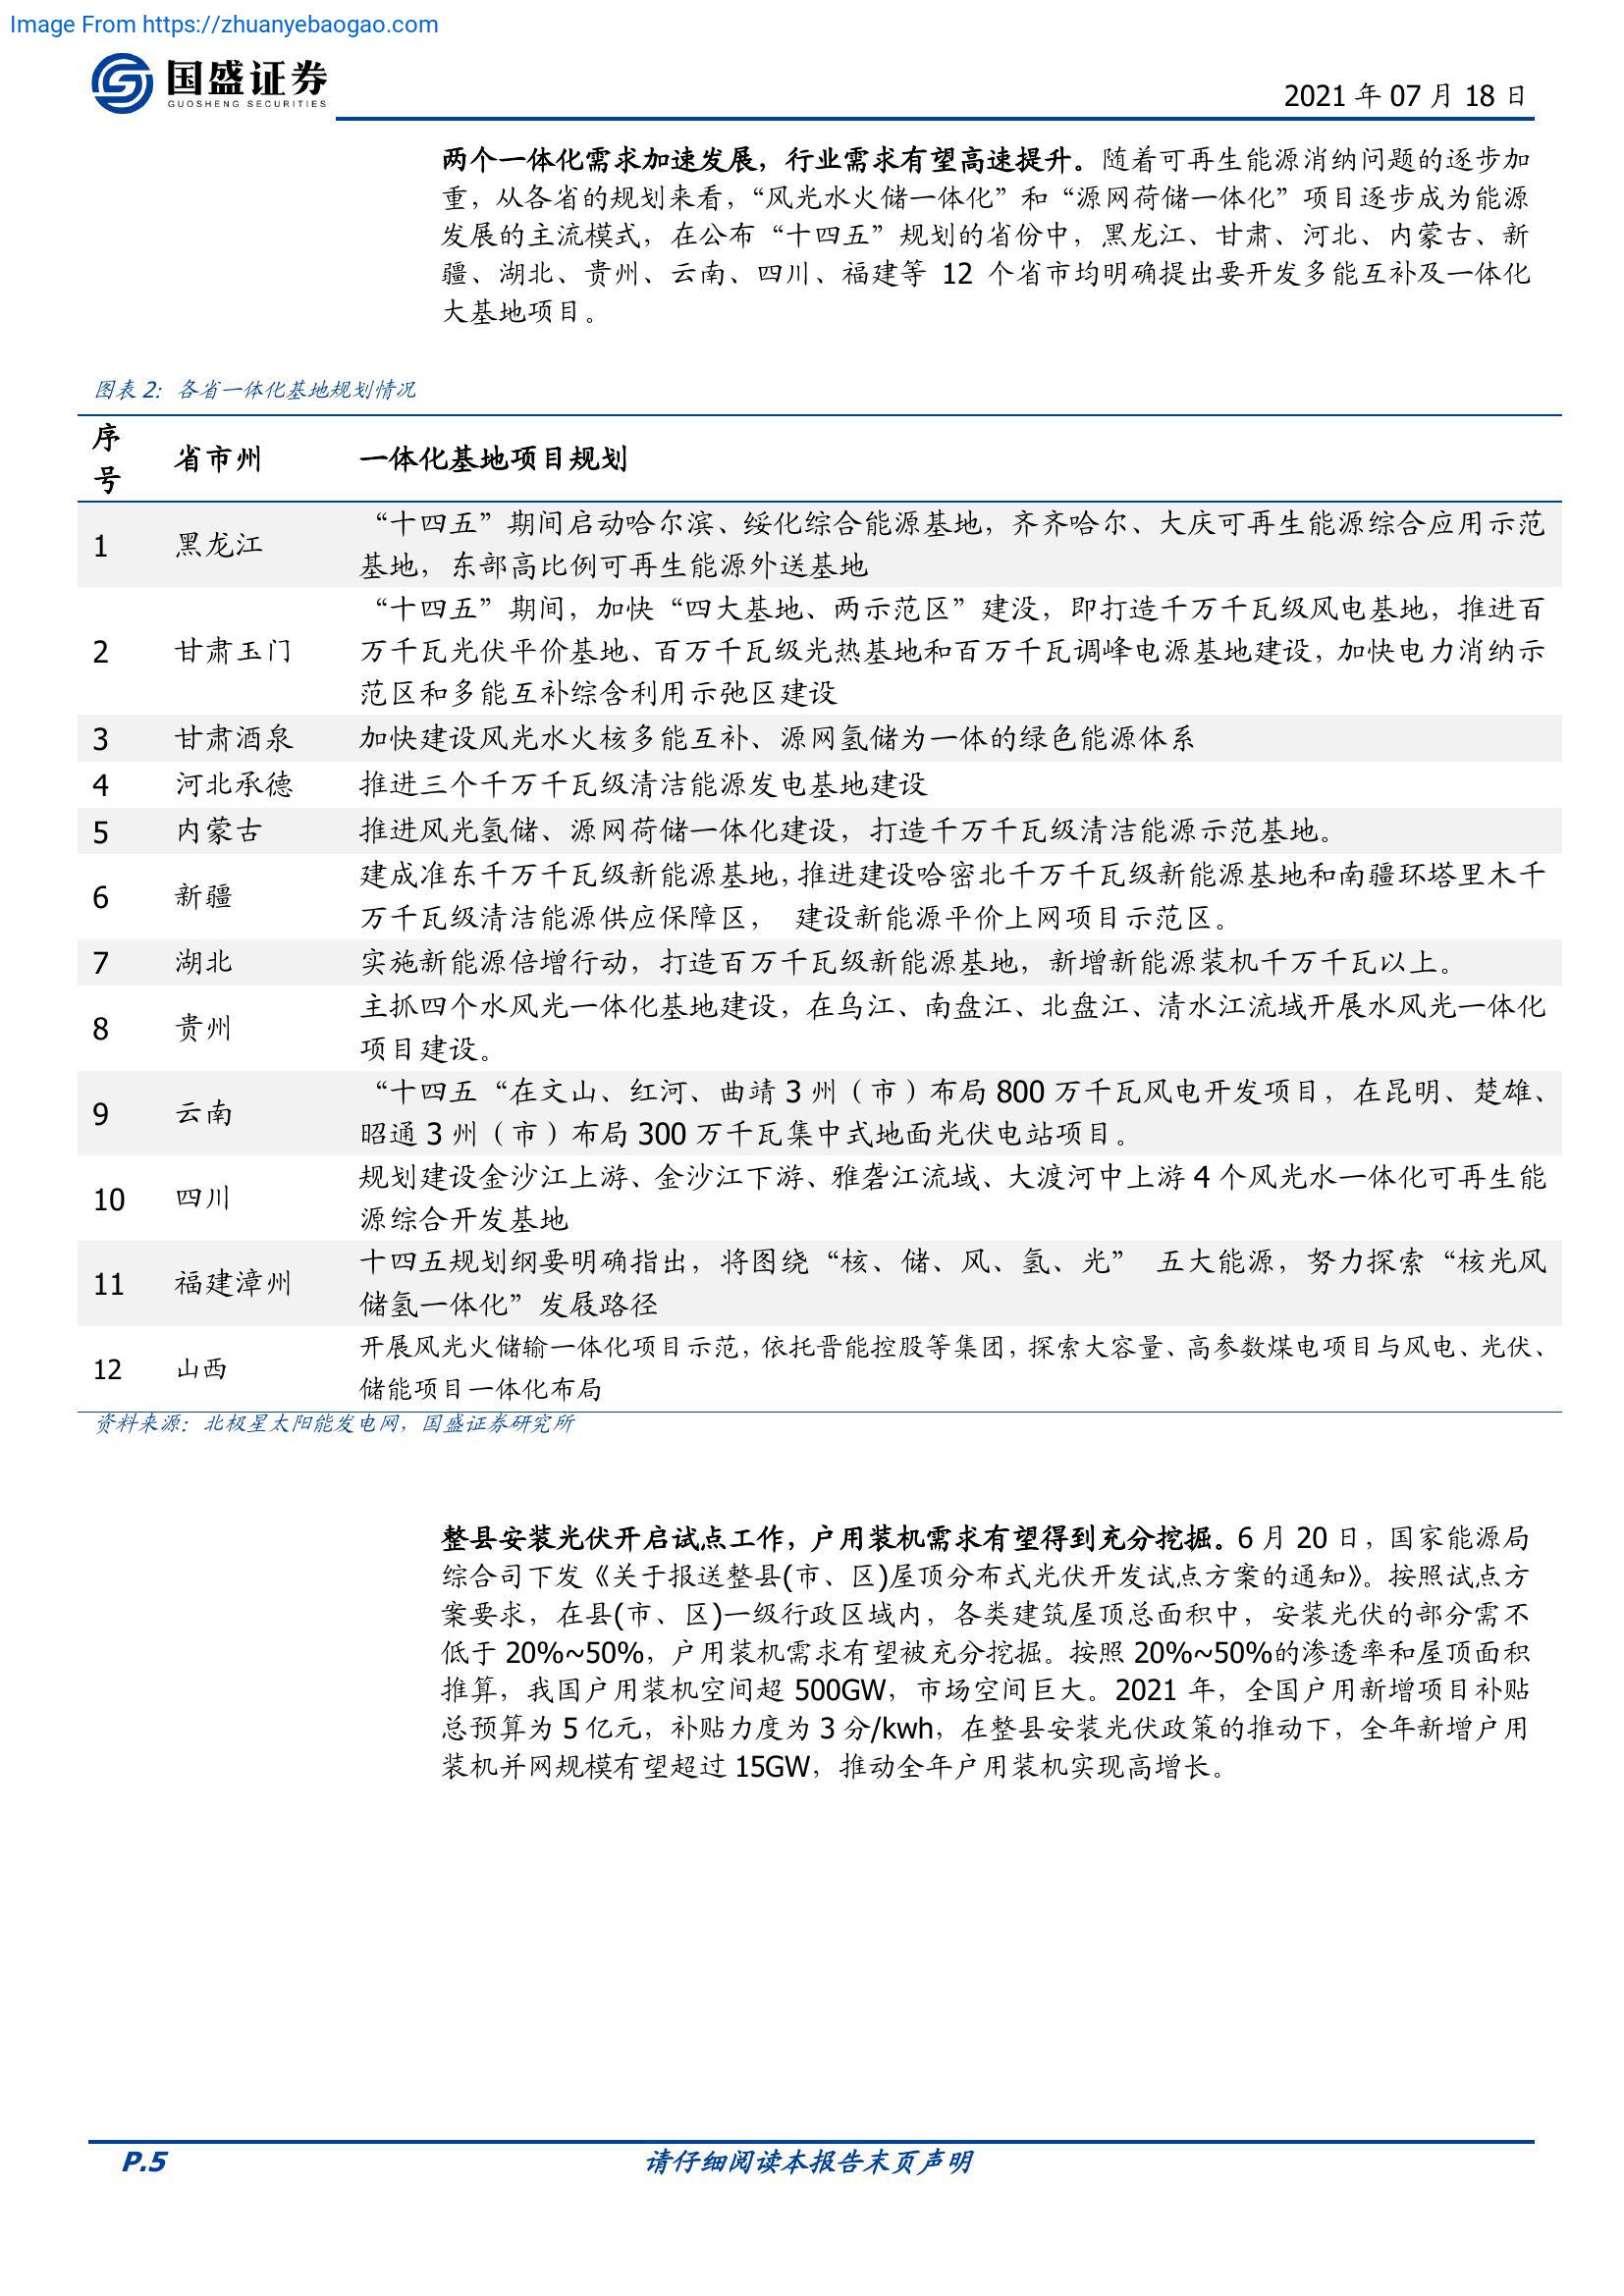 Image From https://zhuanyebaogao.com
国盛证券
GUOSHENG SECURITIES
2021 年 07 月 18 日
两个一体化需求加速发展，行业需求有望高速提升。随着可再生能源消纳问题的逐步加
重，从各省的规划来看，“风光水火储一体化”和“源网荷储一体化”项目逐步成为能源
发展的主流模式，在公布“十四五”规划的省份中，黑龙江、甘肃、河北、内蒙古、新
疆、湖北、贵州、云南、四川、福建等 12 个省市均明确提出要开发多能互补及一体化
大基地项目。
图表 2：各省一体化基地规划情况
序
号
省市州
一体化基地项目规划
1
黑龙江
“十四五”期间启动哈尔滨、绥化综合能源基地，齐齐哈尔、大庆可再生能源综合应用示范
基地，东部高比例可再生能源外送基地
2
甘肃玉门
“十四五”期间，加快“四大基地、两示范区”建没，即打造千万千瓦级风电基地，推进百
万千瓦光伏平价基地、百万千瓦级光热基地和百万千瓦调峰电源基地建设，加快电力消纳示
范区和多能互补综含利用示弛区建设
3
甘肃酒泉
加快建设风光水火核多能互补、源网氢储为一体的绿色能源体系
4
河北承德
推进三个千万千瓦级清洁能源发电基地建设
5
内蒙古
推进风光氢储、源网荷储一体化建设，打造千万千瓦级清洁能源示范基地。
6
新疆
建成准东千万千瓦级新能源基地，推进建设哈密北千万千瓦级新能源基地和南疆环塔里木千
万千瓦级清洁能源供应保障区， 建设新能源平价上网项目示范区。
7
湖北
实施新能源倍增行动，打造百万千瓦级新能源基地，新增新能源装机千万千瓦以上。
8
贵州
主抓四个水风光一体化基地建设，在乌江、南盘江、北盘江、清水江流域开展水风光一体化
项目建设。
9
云南
“十四五“在文山、红河、曲靖 3 州（市）布局 800 万千瓦风电开发项目，在昆明、楚雄、
昭通 3 州（市）布局 300 万千瓦集中式地面光伏电站项目。
10
四川
规划建设金沙江上游、金沙江下游、雅砻江流域、大渡河中上游 4 个风光水一体化可再生能
源综合开发基地
11
福建漳州
十四五规划纲要明确指出，将图绕“核、储、风、氢、光” 五大能源，努力探索“核光风
储氢一体化”发屐路径
12
山西
开展风光火储输一体化项目示范，依托晋能控股等集团，探索大容量、高参数煤电项目与风电、光伏、
储能项目一体化布局
资料来源：北极星太阳能发电网，国盛证券研究所
整县安装光伏开启试点工作，户用装机需求有望得到充分挖掘。6 月 20 日，国家能源局
综合司下发《关于报送整县(市、区)屋顶分布式光伏开发试点方案的通知》。按照试点方
案要求，在县(市、区)一级行政区域内，各类建筑屋顶总面积中，安装光伏的部分需不
低于 20%~50%，户用装机需求有望被充分挖掘。按照 20%~50%的渗透率和屋顶面积
推算，我国户用装机空间超 500GW，市场空间巨大。2021 年，全国户用新增项目补贴
总预算为 5 亿元，补贴力度为 3 分/kwh，在整县安装光伏政策的推动下，全年新增户用
装机并网规模有望超过 15GW，推动全年户用装机实现高增长。
P.5
请仔细阅读本报告末页声明